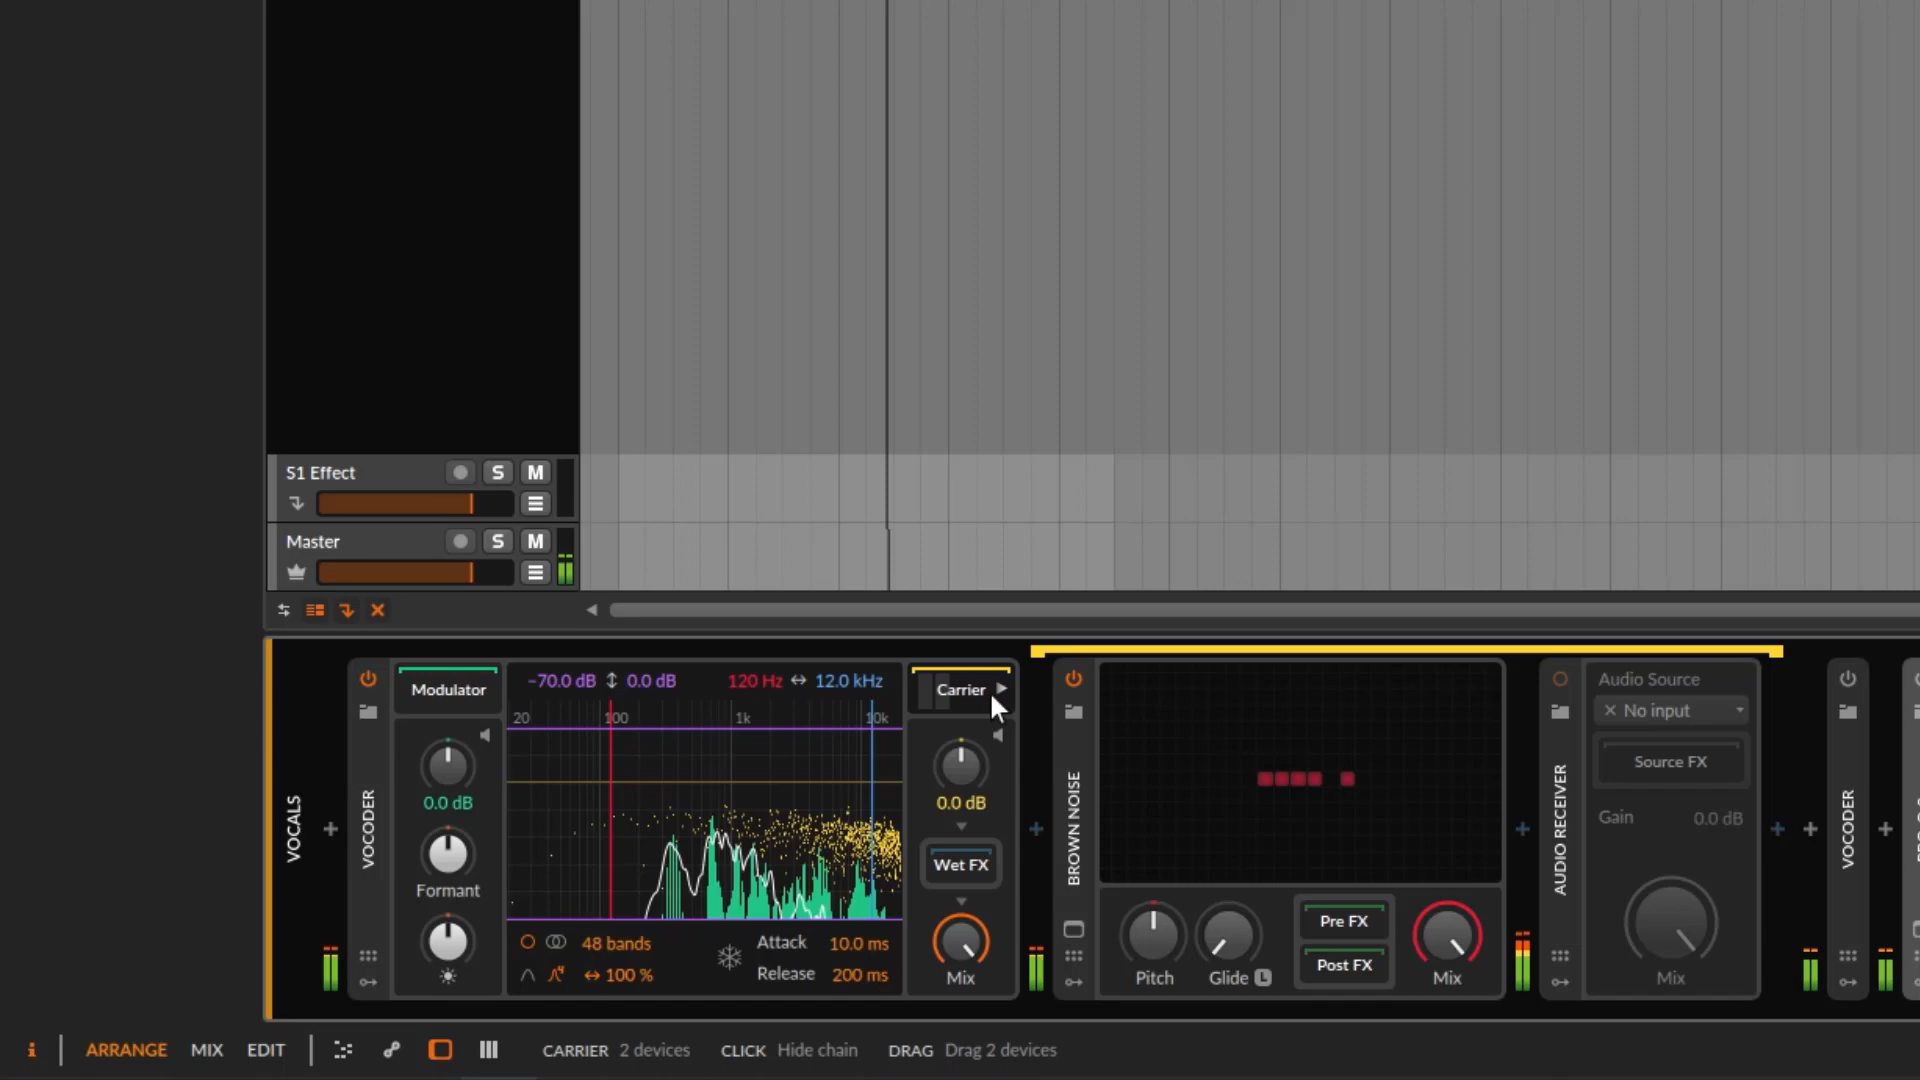 S1 Effect
S
M
Master
S
M
VOCALS
VOCODER
Modulator
0.0 dB
Formant
-70.0 dB
0.0 dB
120 Hz
12.0 kHz
20
100
1k
10k
48 bands
100 %
Attack
10.0 ms
Release
200 ms
Carrier
0.0 dB
Wet FX
Mix
BROWN NOISE
Pitch
Glide
L
Pre FX
Post FX
Mix
AUDIO RECEIVER
Audio Source
No input
Source FX
Gain
0.0 dB
Mix
VOCODER
i
ARRANGE
MIX
EDIT
CARRIER 2 devices
CLICK Hide chain
DRAG Drag 2 devices